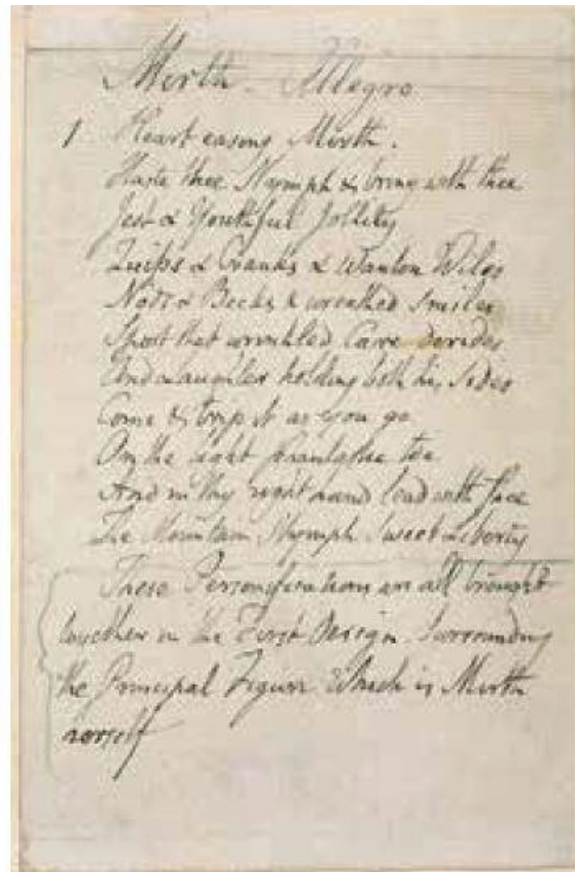 Mirth. Allegro
1 Heart easing Mirth.
Haste thee Nymph & bring with thee
Jest & Youthful Jollity
Quips & Cranks & Wanton Wiles
Nods & Becks & wreathed smiles
Sport that wrinkled Care derides
And Laughter holding both his Sides
Come & trip it as you go
On the light phantastic toe
And in thy right hand lead with thee
The Mountain Nymph Sweet Liberty
These Personifications are all brought
together in the First Design. Surrounding
the Principal Figure Which is Mirth
herself